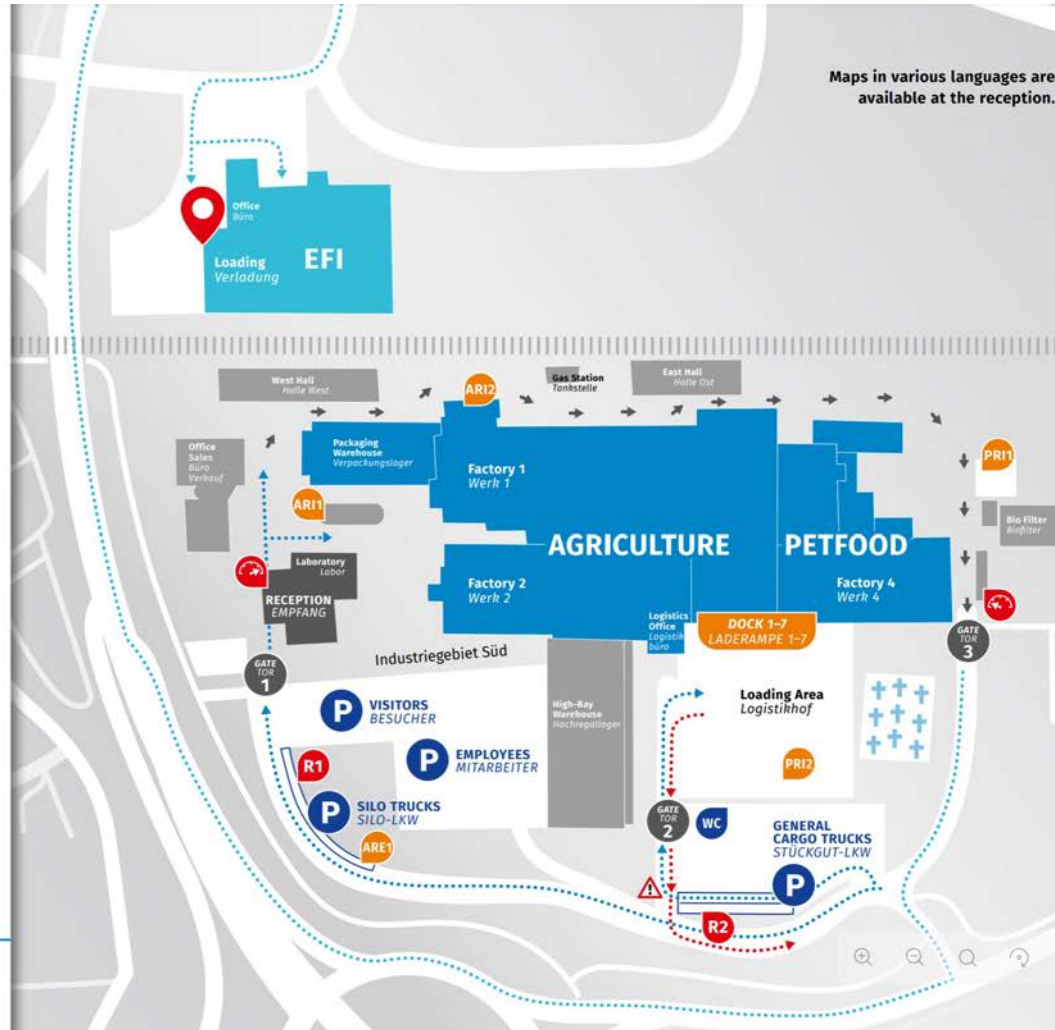 Maps in various languages are
available at the reception.
Office
Büro
Loading
Verladung
EFI
West Hall
Halle West
ARI2
Gas Station
Tankstelle
East Hall
Halle Ost
Office
Sales
Büro
Verkauf
Packaging
Warehouse
Verpackungslager
Factory 1
Werk 1
PRI1
ARI1
Bio Filter
Biofilter
AGRICULTURE
PETFOOD
Laboratory
Labor
RECEPTION
EMPFANG
Factory 2
Werk 2
Factory 4
Werk 4
Logistics
Office
Logistik
büro
DOCK 1–7
LADERAMPE 1–7
GATE
TOR
1
GATE
TOR
3
Industriegebiet Süd
P
VISITORS
BESUCHER
High-Bay
Warehouse
Hochregallager
Loading Area
Logistikhof
P
EMPLOYEES
MITARBEITER
R1
PRI2
P
SILO TRUCKS
SILO-LKW
ARE1
GATE
TOR
2
WC
GENERAL
CARGO TRUCKS
STÜCKGUT-LKW
P
!
R2